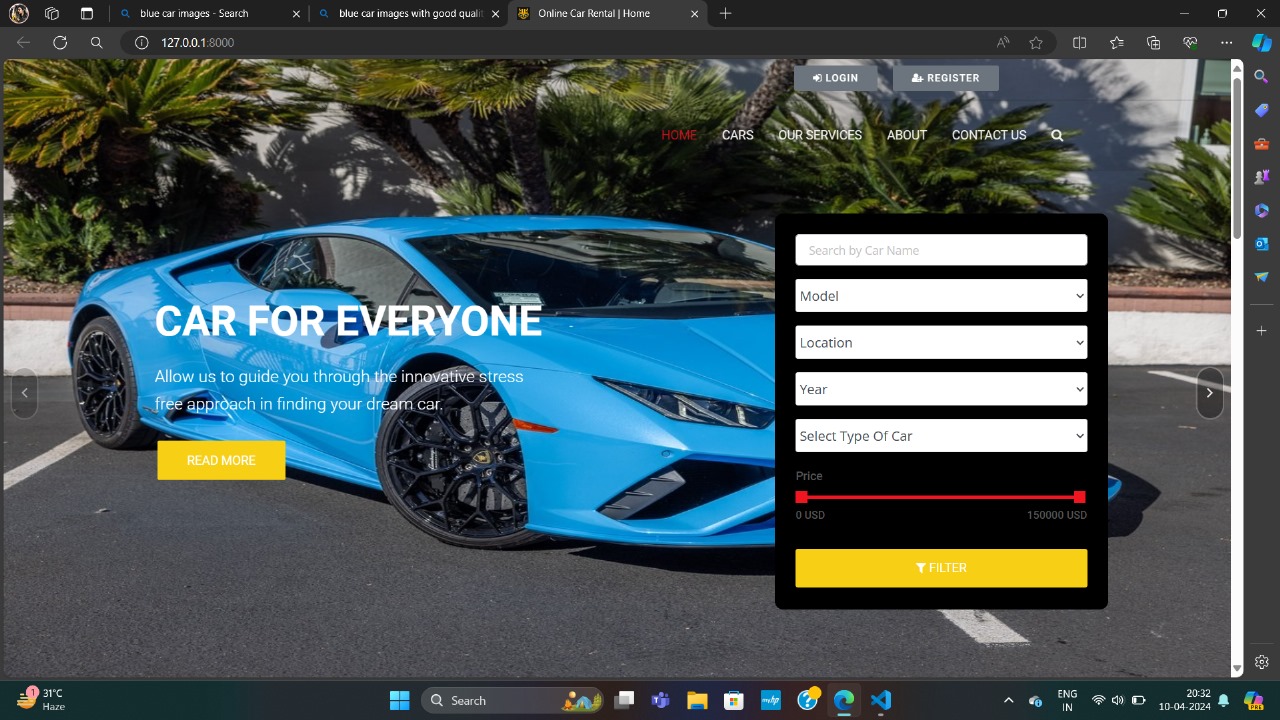 blue car images - Search
blue car images with good qualit
Online Car Rental | Home
127.0.0.1:8000
LOGIN
REGISTER
HOME
CARS
OUR SERVICES
ABOUT
CONTACT US
Search by Car Name
Model
CAR FOR EVERYONE
Location
Allow us to guide you through the innovative stress
free approach in finding your dream car.
Year
Select Type Of Car
READ MORE
Price
0 USD
150000 USD
FILTER
1
31°C
Haze
Search
myhp
ENG
IN
20:32
10-04-2024
PRE